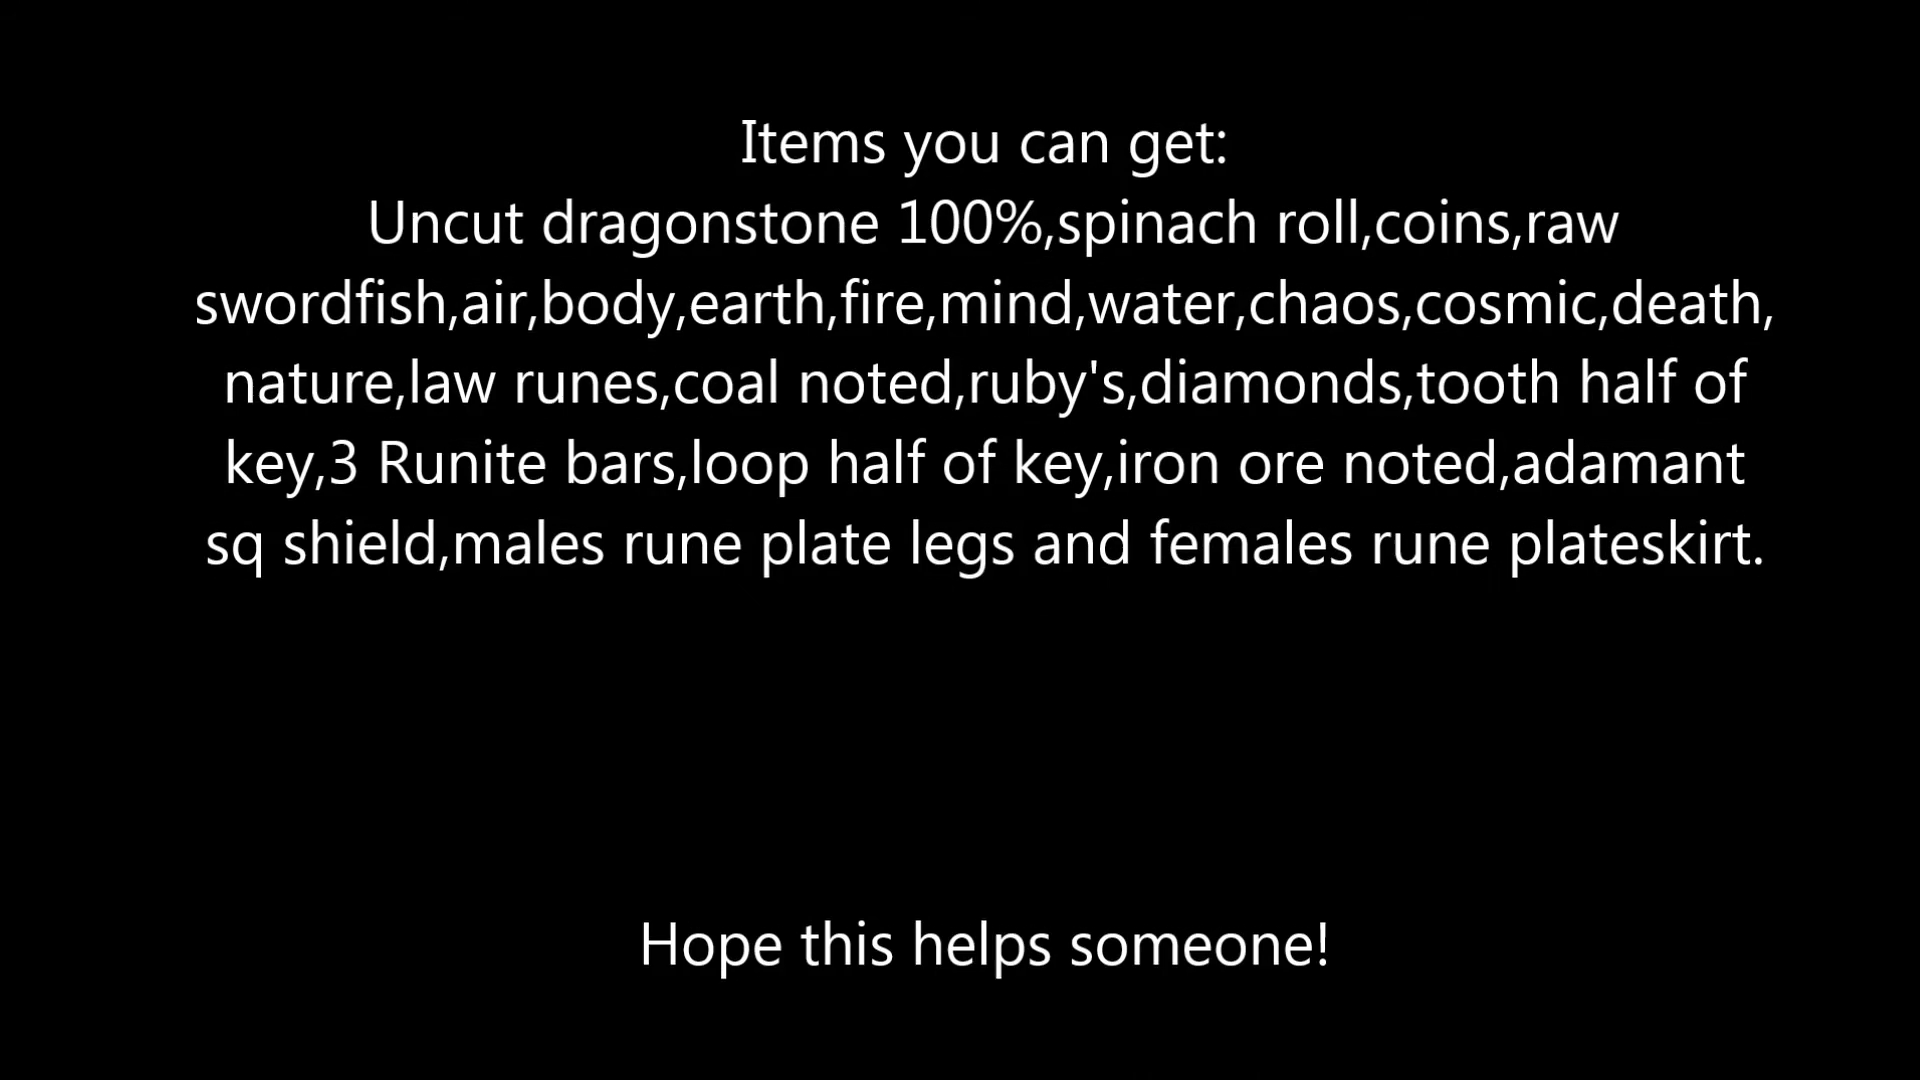 Items you can get:
Uncut dragonstone 100%,spinach roll,coins,raw
swordfish,air,body,earth,fire,mind,water,chaos,cosmic,death,
nature,law runes,coal noted,ruby's,diamonds,tooth half of
key,3 Runite bars,loop half of key,iron ore noted,adamant
sq shield,males rune plate legs and females rune plateskirt.
Hope this helps someone!